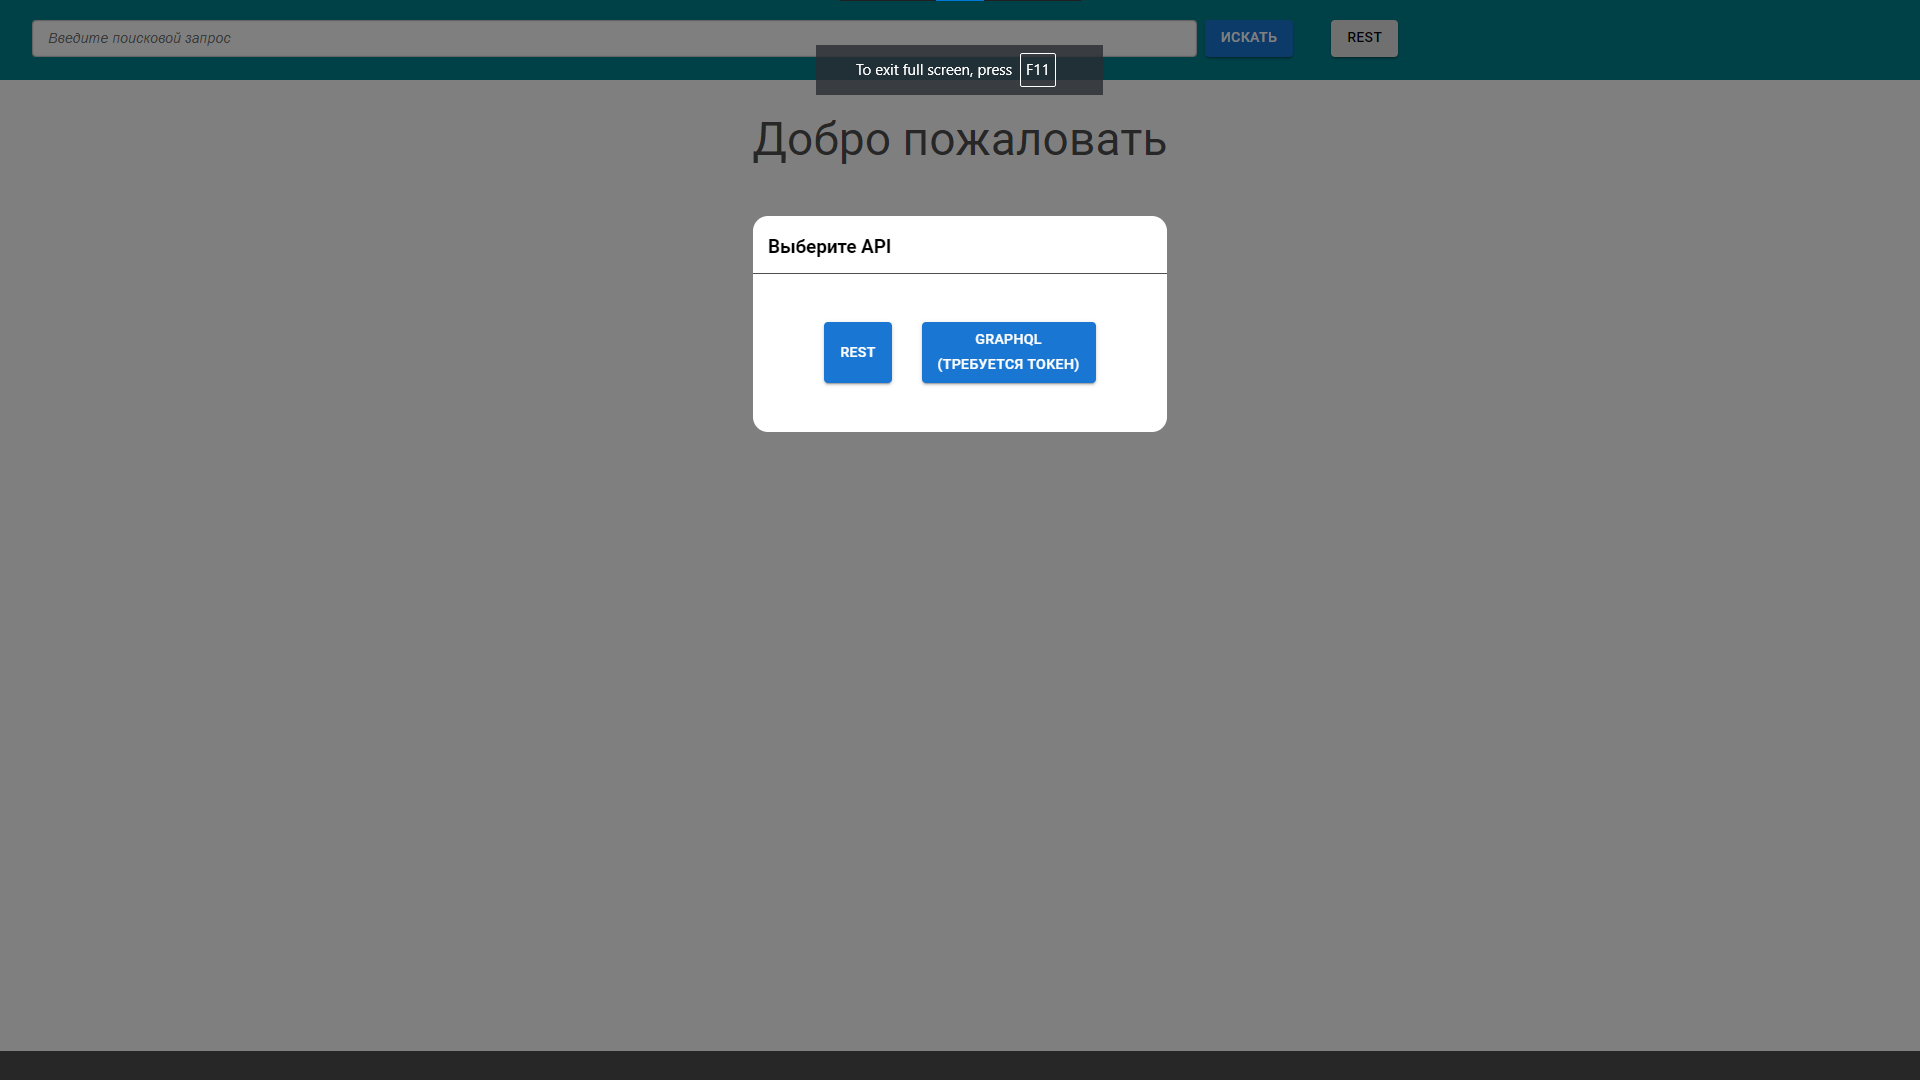 Введите поисковой запрос
ИСКАТЬ
REST
To exit full screen, press F11
Добро пожаловать
Выберите API
REST
GRAPHQL
(ТРЕБУЕТСЯ ТОКЕН)